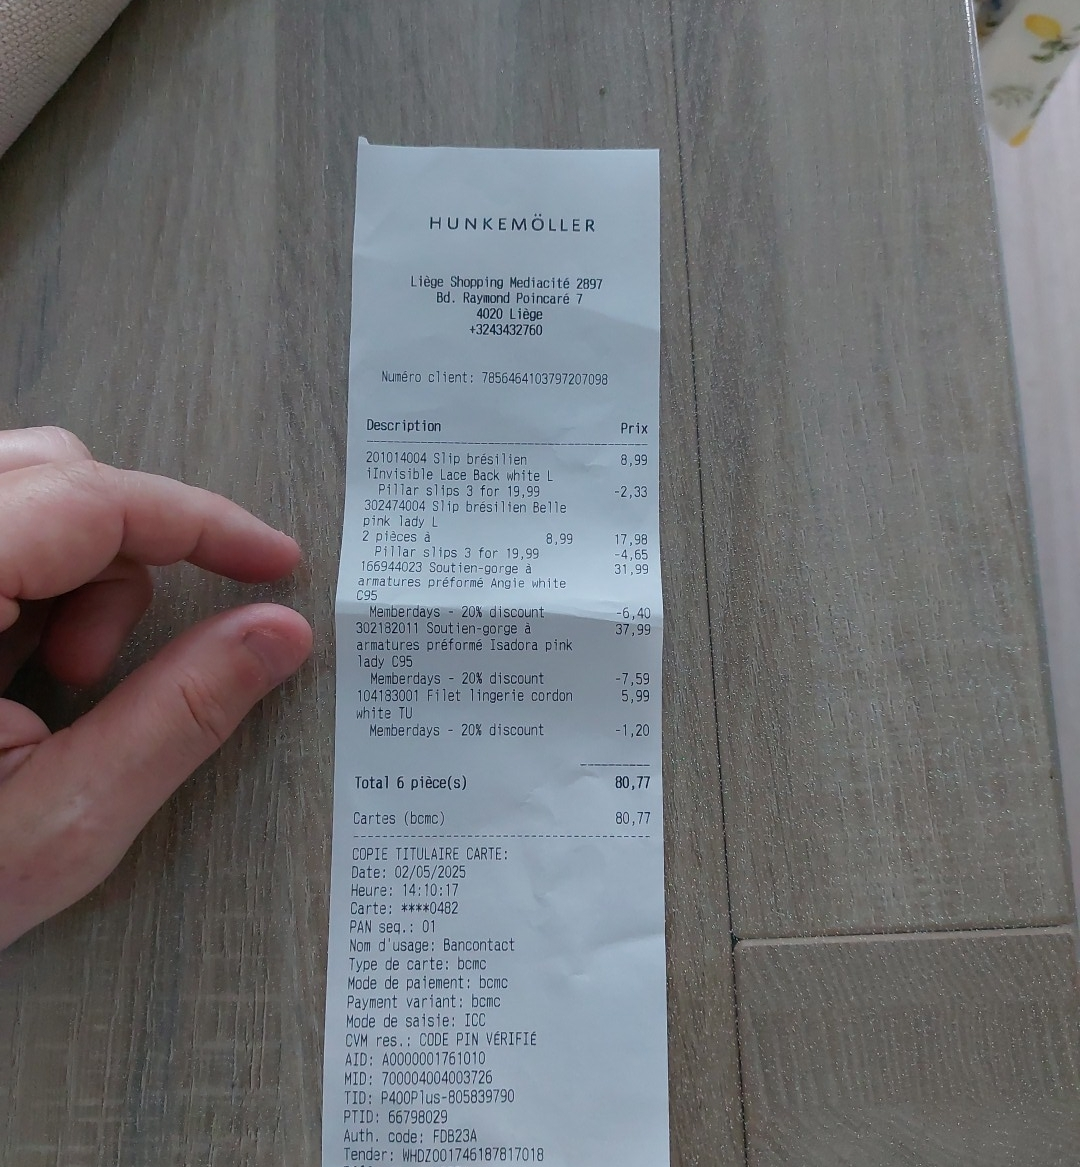 HUNKEMÖLLER
Liège Shopping Mediacité 2897
Bd. Raymond Poincaré 7
4020 Liège
+3243432760
Numéro client: 7856464103797207098
Description Prix
201014004 Slip brésilien 8,99
iInvisible Lace Back white L
Pillar slips 3 for 19,99 -2,33
302474004 Slip brésilien Belle
pink lady L
2 pièces à 8,99 17,98
Pillar slips 3 for 19,99 -4,65
166944023 Soutien-gorge à 31,99
armatures préformé Angie white
C95
Memberdays - 20% discount -6,40
302182011 Soutien-gorge à 37,99
armatures préformé Isadora pink
lady C95
Memberdays - 20% discount -7,59
104183001 Filet lingerie cordon 5,99
white TU
Memberdays - 20% discount -1,20
Total 6 pièce(s) 80,77
Cartes (bcmc) 80,77
COPIE TITULAIRE CARTE:
Date: 02/05/2025
Heure: 14:10:17
Carte: ****0482
PAN seq.: 01
Nom d'usage: Bancontact
Type de carte: bcmc
Mode de paiement: bcmc
Payment variant: bcmc
Mode de saisie: ICC
CVM res.: CODE PIN VÉRIFIÉ
AID: A0000001761010
MID: 700004004003726
TID: P400Plus-805839790
PTID: 66798029
Auth. code: FDB23A
Tender: WHDZ001746187817018